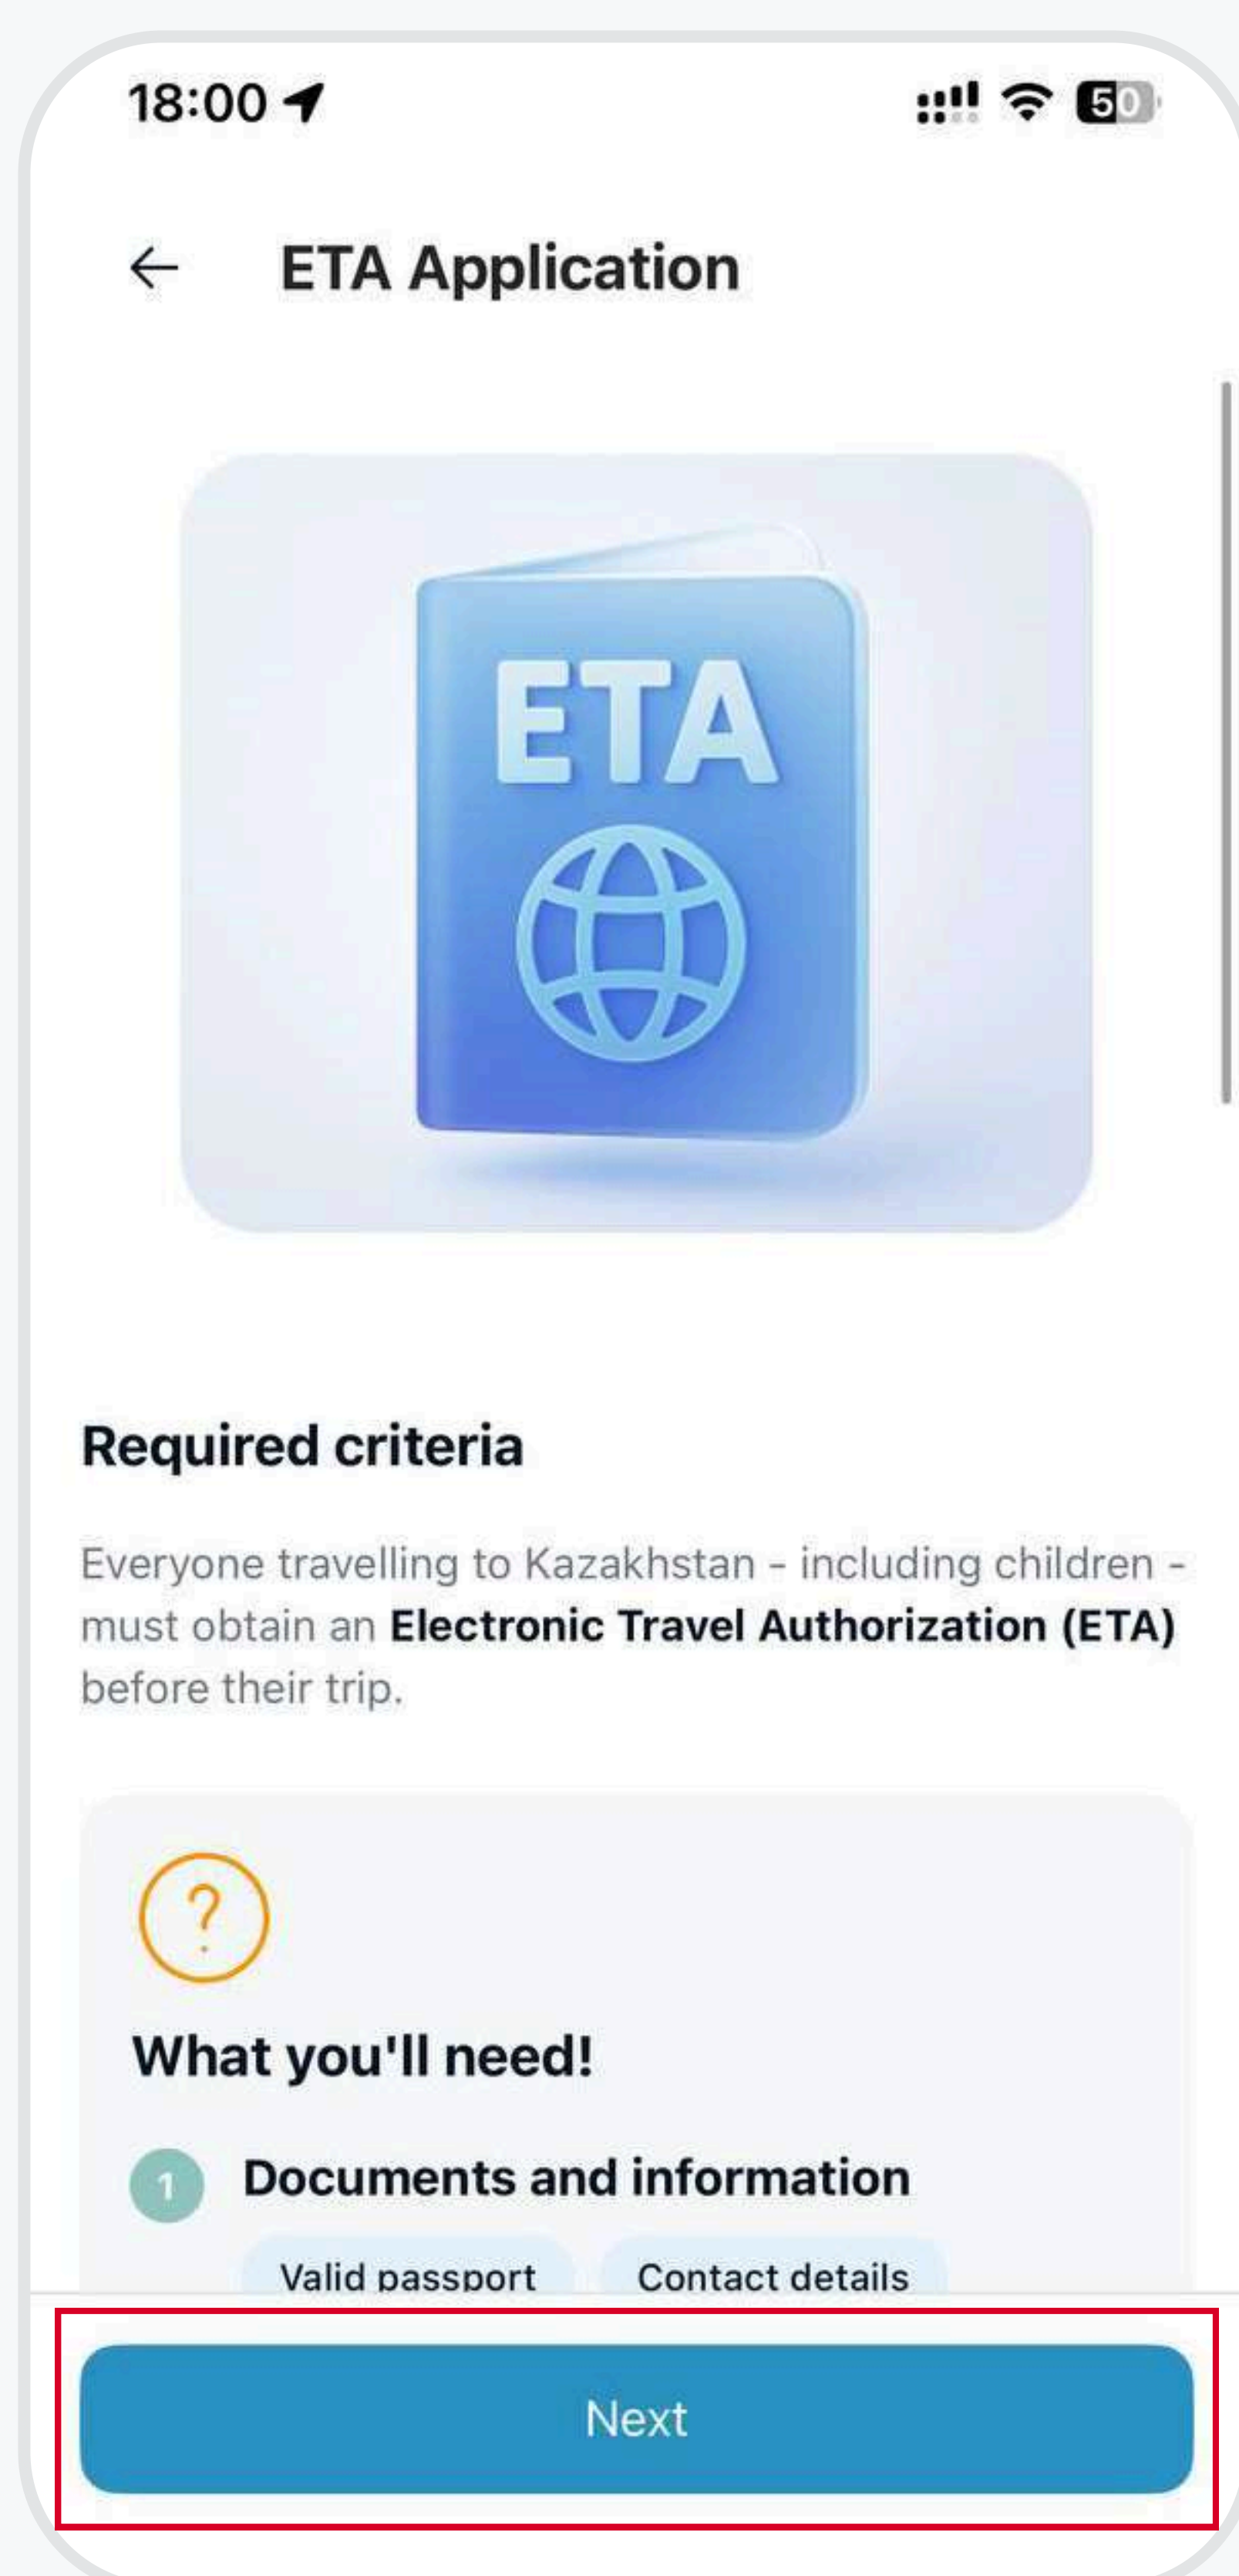 18:00
50
ETA Application
ETA
Required criteria
Everyone travelling to Kazakhstan - including children -
must obtain an Electronic Travel Authorization (ETA)
before their trip.
?
What you'll need!
1 Documents and information
Valid passport Contact details
Next